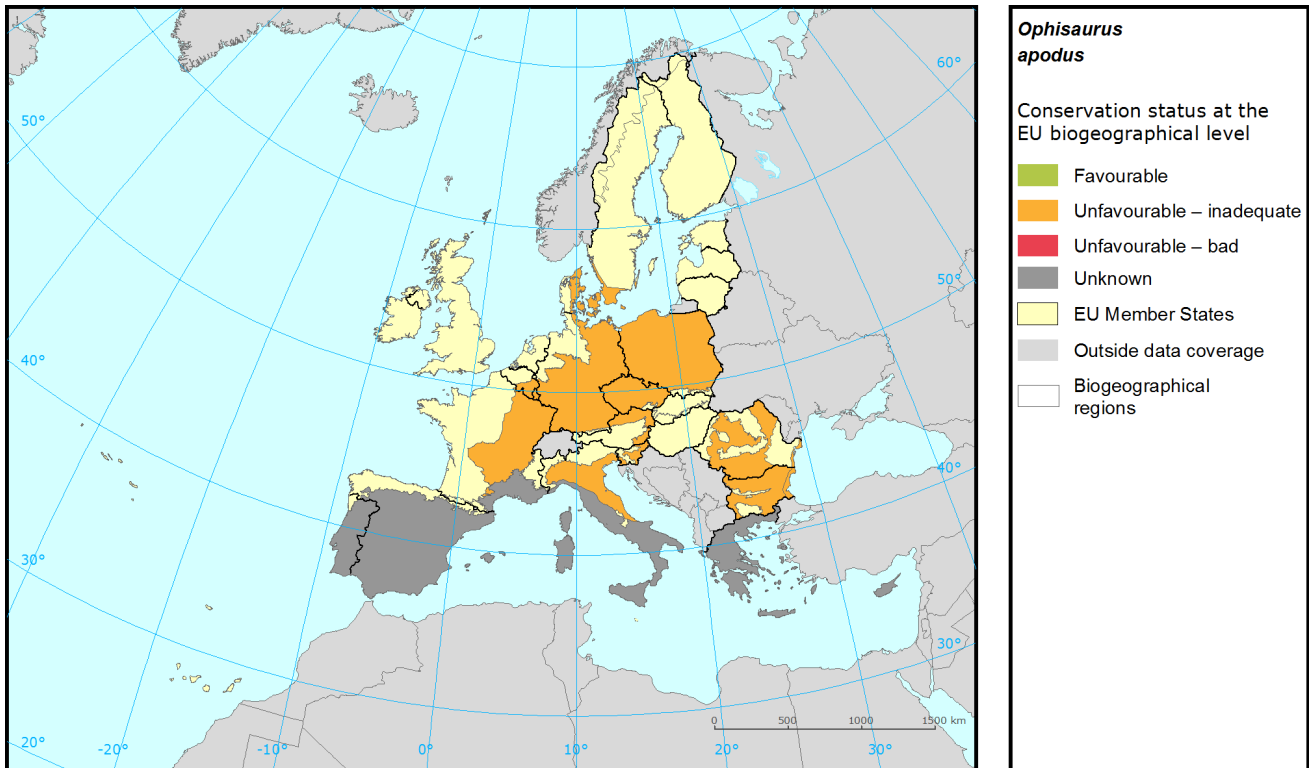 60°
50°
50°
40°
40°
30°
30°
20°
-20°
-10°
0°
10°
20°
30°
0
500
1000
1500 km
Ophisaurus
apodus
Conservation status at the
EU biogeographical level
Favourable
Unfavourable – inadequate
Unfavourable – bad
Unknown
EU Member States
Outside data coverage
Biogeographical
regions